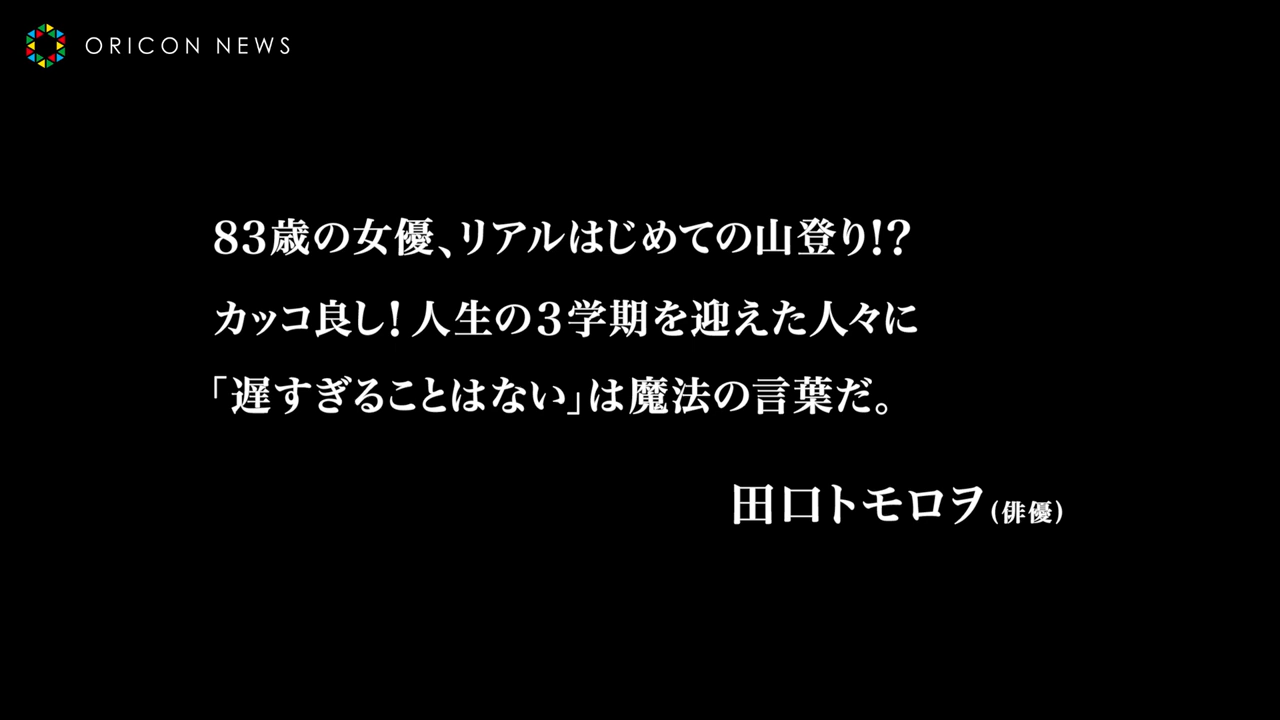 ORICON NEWS
83歳の女優、リアルはじめての山登り!?
カッコ良し!人生の3学期を迎えた人々に
「遅すぎることはない」は魔法の言葉だ。
田口トモロヲ(俳優)